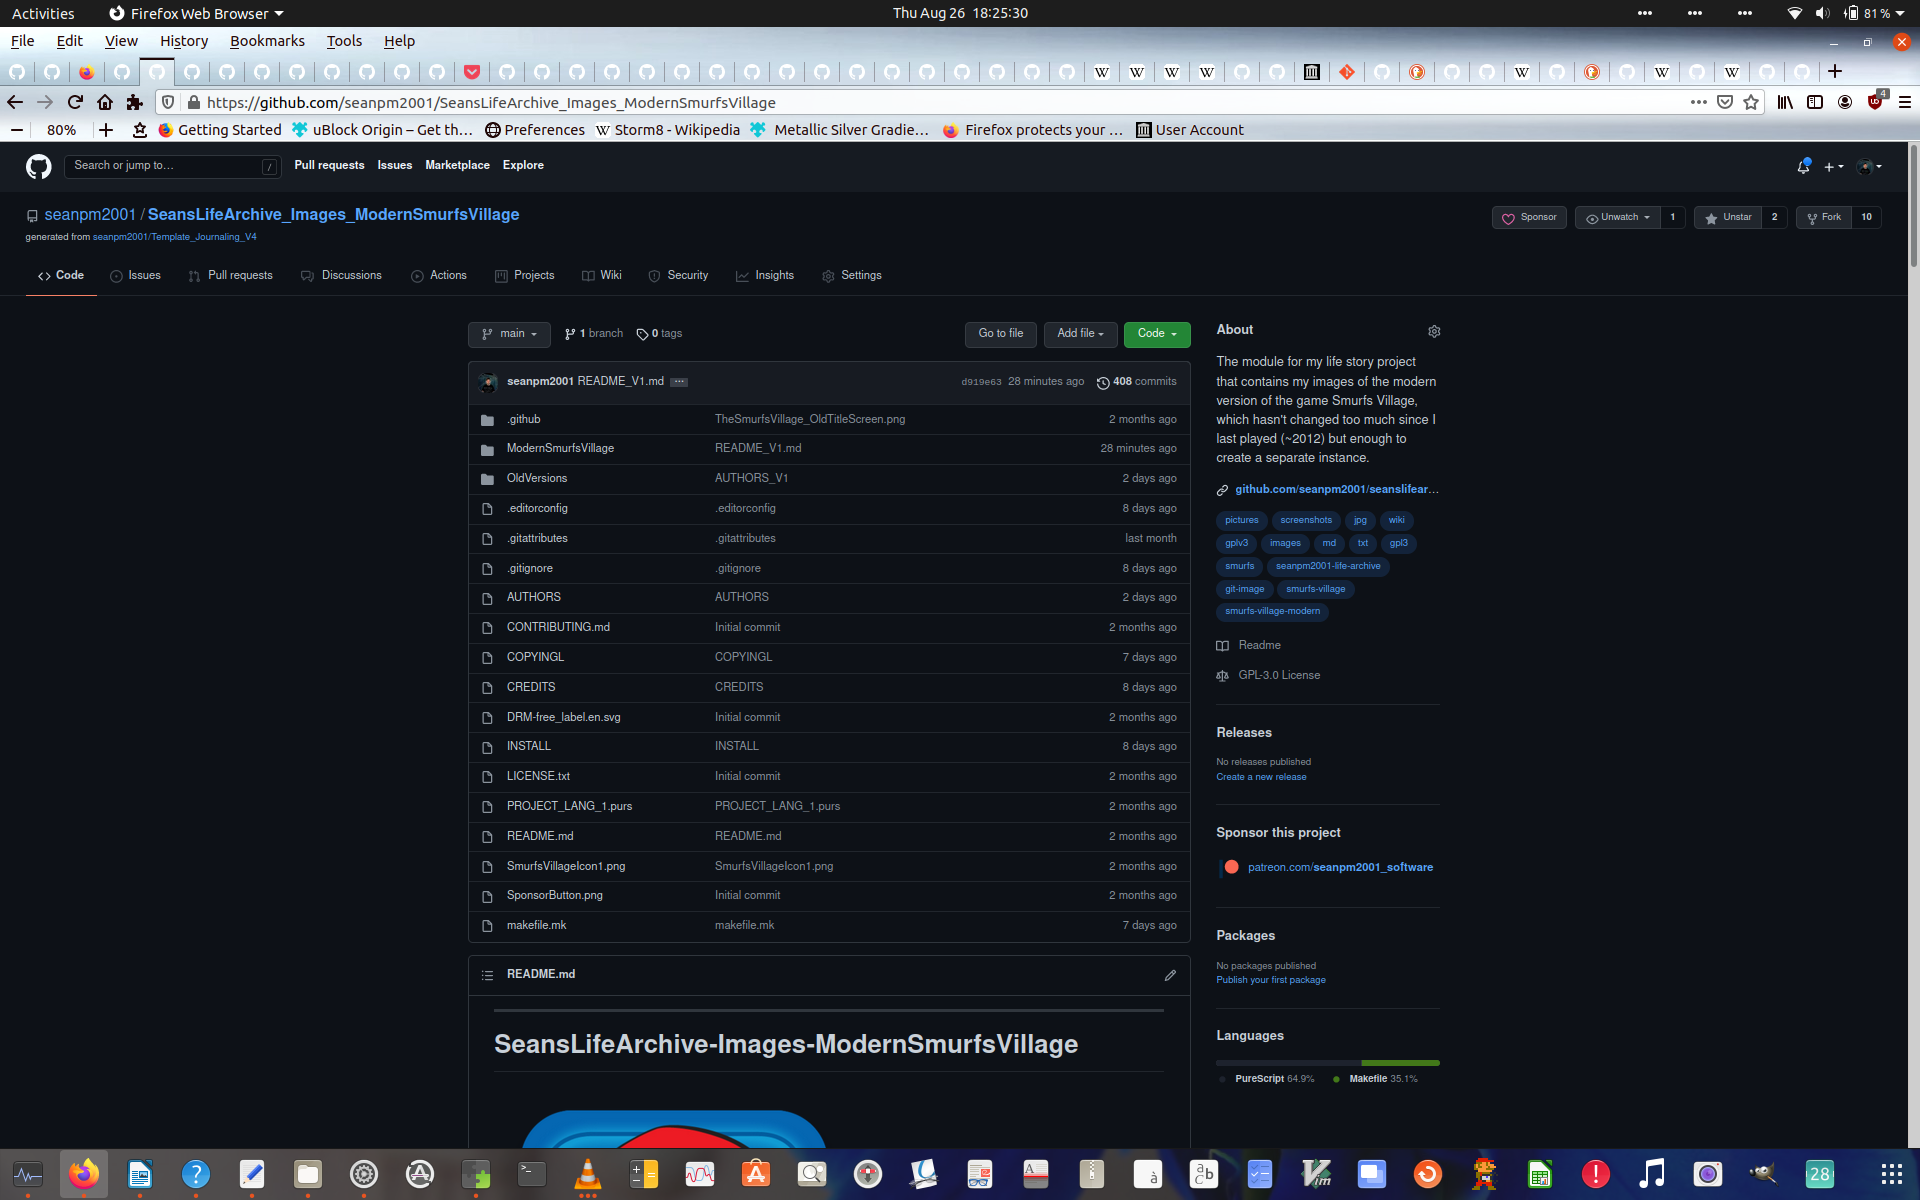 Activities Firefox Web Browser Thu Aug 26 18:25:30 81 %
File Edit View History Bookmarks Tools Help
https://github.com/seanpm2001/SeansLifeArchive_Images_ModernSmurfsVillage 4
80% Getting Started uBlock Origin – Get th… Preferences Storm8 - Wikipedia Metallic Silver Gradie… Firefox protects your … User Account
Search or jump to… / Pull requests Issues Marketplace Explore
seanpm2001 / SeansLifeArchive_Images_ModernSmurfsVillage Sponsor Unwatch 1 Unstar 2 Fork 10
generated from seanpm2001/Template_Journaling_V4
Code Issues Pull requests Discussions Actions Projects Wiki Security Insights Settings
main 1 branch 0 tags Go to file Add file Code
seanpm2001 README_V1.md d919e63 28 minutes ago 408 commits
.github TheSmurfsVillage_OldTitleScreen.png 2 months ago
ModernSmurfsVillage README_V1.md 28 minutes ago
OldVersions AUTHORS_V1 2 days ago
.editorconfig .editorconfig 8 days ago
.gitattributes .gitattributes last month
.gitignore .gitignore 8 days ago
AUTHORS AUTHORS 2 days ago
CONTRIBUTING.md Initial commit 2 months ago
COPYINGL COPYINGL 7 days ago
CREDITS CREDITS 8 days ago
DRM-free_label.en.svg Initial commit 2 months ago
INSTALL INSTALL 8 days ago
LICENSE.txt Initial commit 2 months ago
PROJECT_LANG_1.purs PROJECT_LANG_1.purs 2 months ago
README.md README.md 2 months ago
SmurfsVillageIcon1.png SmurfsVillageIcon1.png 2 months ago
SponsorButton.png Initial commit 2 months ago
makefile.mk makefile.mk 7 days ago
README.md
SeansLifeArchive-Images-ModernSmurfsVillage
About
The module for my life story project
that contains my images of the modern
version of the game Smurfs Village,
which hasn't changed too much since I
last played (~2012) but enough to
create a separate instance.
github.com/seanpm2001/seanslifear…
pictures screenshots jpg wiki
gplv3 images md txt gpl3
smurfs seanpm2001-life-archive
git-image smurfs-village
smurfs-village-modern
Readme
GPL-3.0 License
Releases
No releases published
Create a new release
Sponsor this project
patreon.com/seanpm2001_software
Packages
No packages published
Publish your first package
Languages
PureScript 64.9% Makefile 35.1%
28